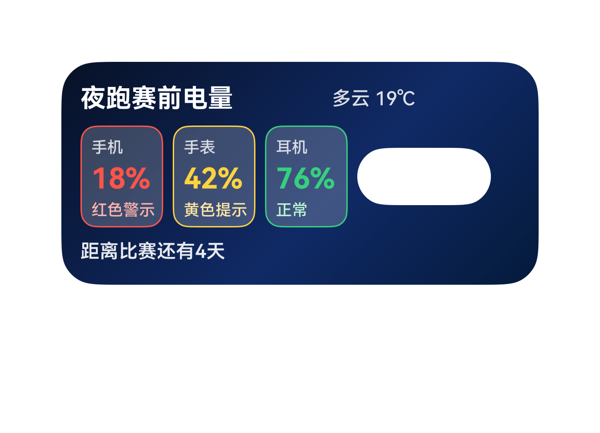 夜跑赛前电量
多云 19℃
手机
18%
红色警示
手表
42%
黄色提示
耳机
76%
正常
距离比赛还有4天